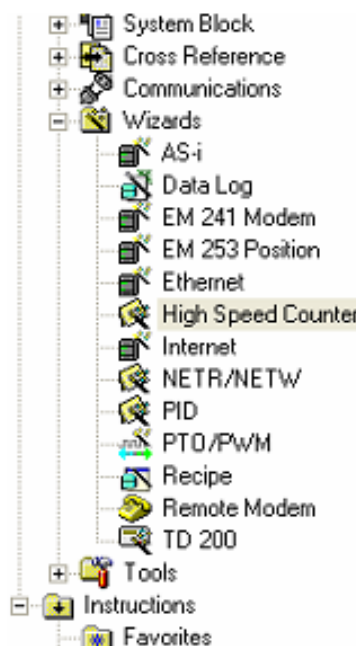 System Block
Cross Reference
Communications
Wizards
AS-i
Data Log
EM 241 Modem
EM 253 Position
Ethernet
High Speed Counter
Internet
NETR/NETW
PID
PTO/PWM
Recipe
Remote Modem
TD 200
Tools
Instructions
Favorites